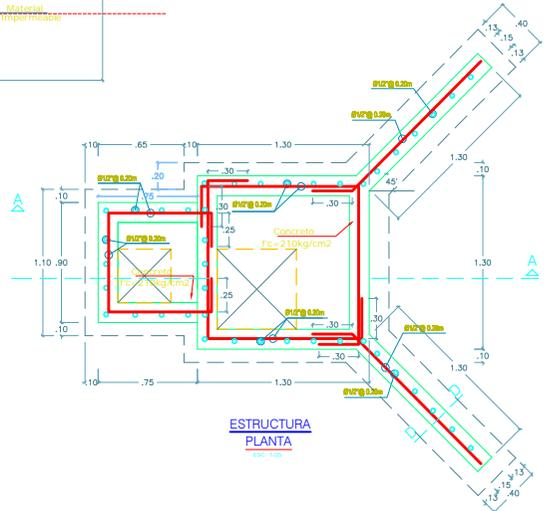 Material
Impermeable
.13
.40
.15
.13
Ø1/2"@ 0.20m
Ø1/2"@ 0.20m
.10
.65
.10
1.30
1.30
.10
.20
.30
45°
Ø1/2"@ 0.20m
.75
A
.10
.30
Ø1/2"@ 0.20m
.30
.25
Concreto
f'c=210kg/cm2
Ø1/2"@ 0.20m
1.10
.90
1.30
A
Concreto
f'c=210kg/cm2
.25
Ø1/2"@ 0.20m
.30
.30
Ø1/2"@ 0.20m
.10
.30
.10
1.30
.10
.75
1.30
Ø1/2"@ 0.20m
D
D
ESTRUCTURA
PLANTA
.13
.15
.13
.40